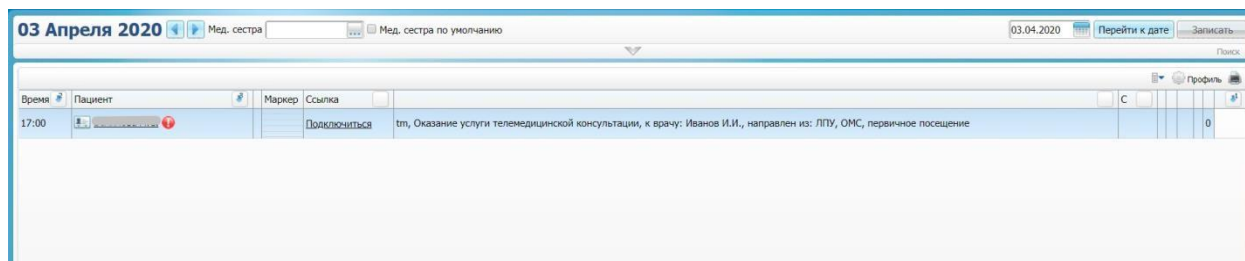 03 Апреля 2020 Мед. сестра ... Мед. сестра по умолчанию 03.04.2020 Перейти к дате Записать
Поиск
Профиль
Время Пациент Маркер Ссылка С
17:00 Подключиться tm, Оказание услуги телемедицинской консультации, к врачу: Иванов И.И., направлен из: ЛПУ, ОМС, первичное посещение 0